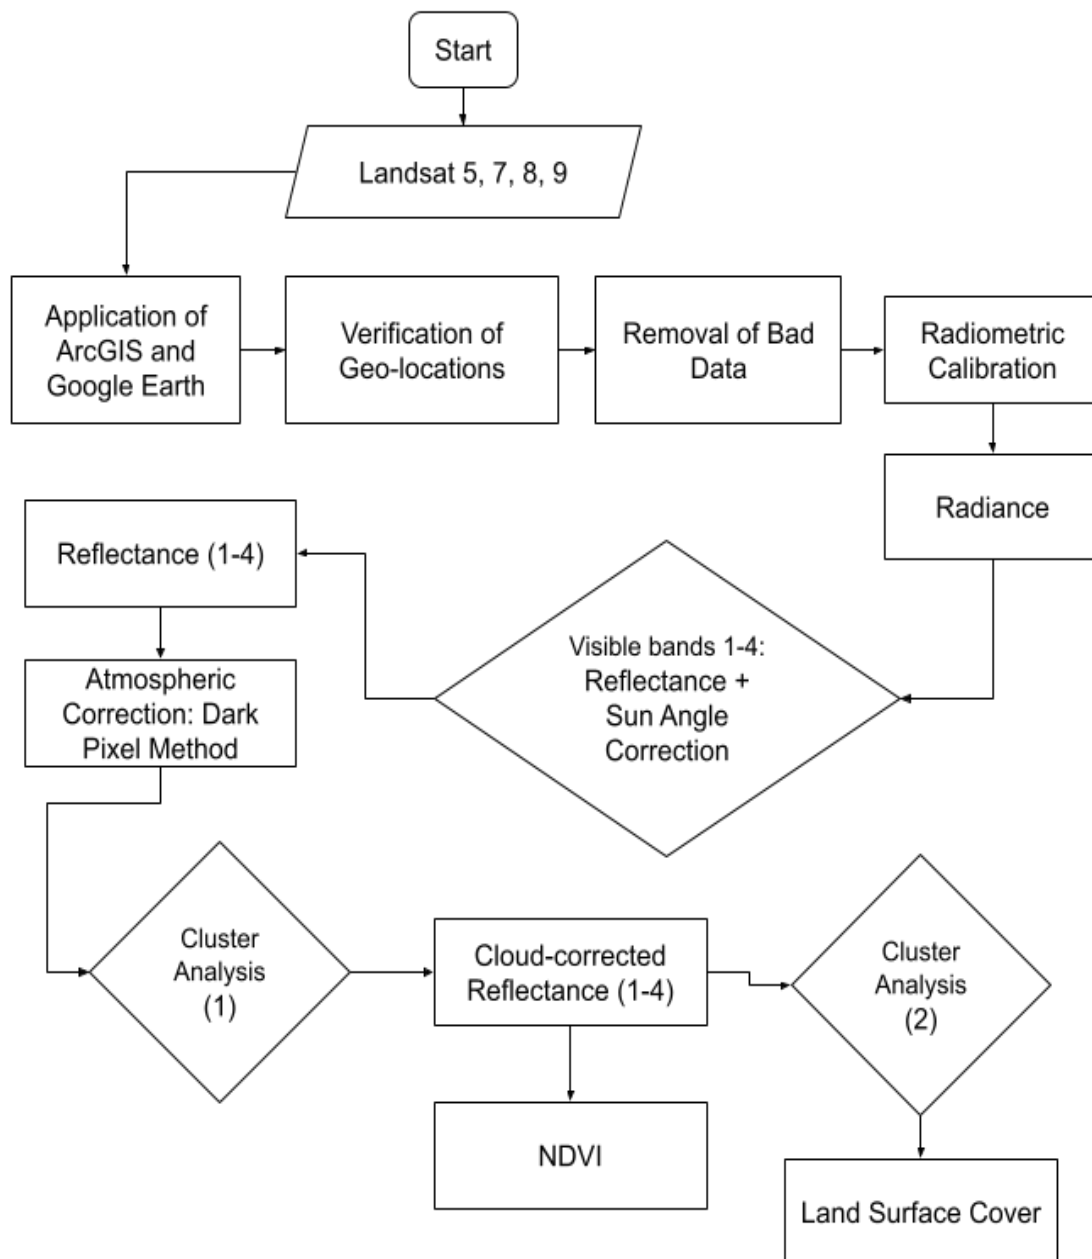 Start
Landsat 5, 7, 8, 9
Application of
ArcGIS and
Google Earth
Verification of
Geo-locations
Removal of Bad
Data
Radiometric
Calibration
Radiance
Reflectance (1-4)
Visible bands 1-4:
Reflectance +
Sun Angle
Correction
Atmospheric
Correction: Dark
Pixel Method
Cluster
Analysis
(1)
Cloud-corrected
Reflectance (1-4)
Cluster
Analysis
(2)
NDVI
Land Surface Cover